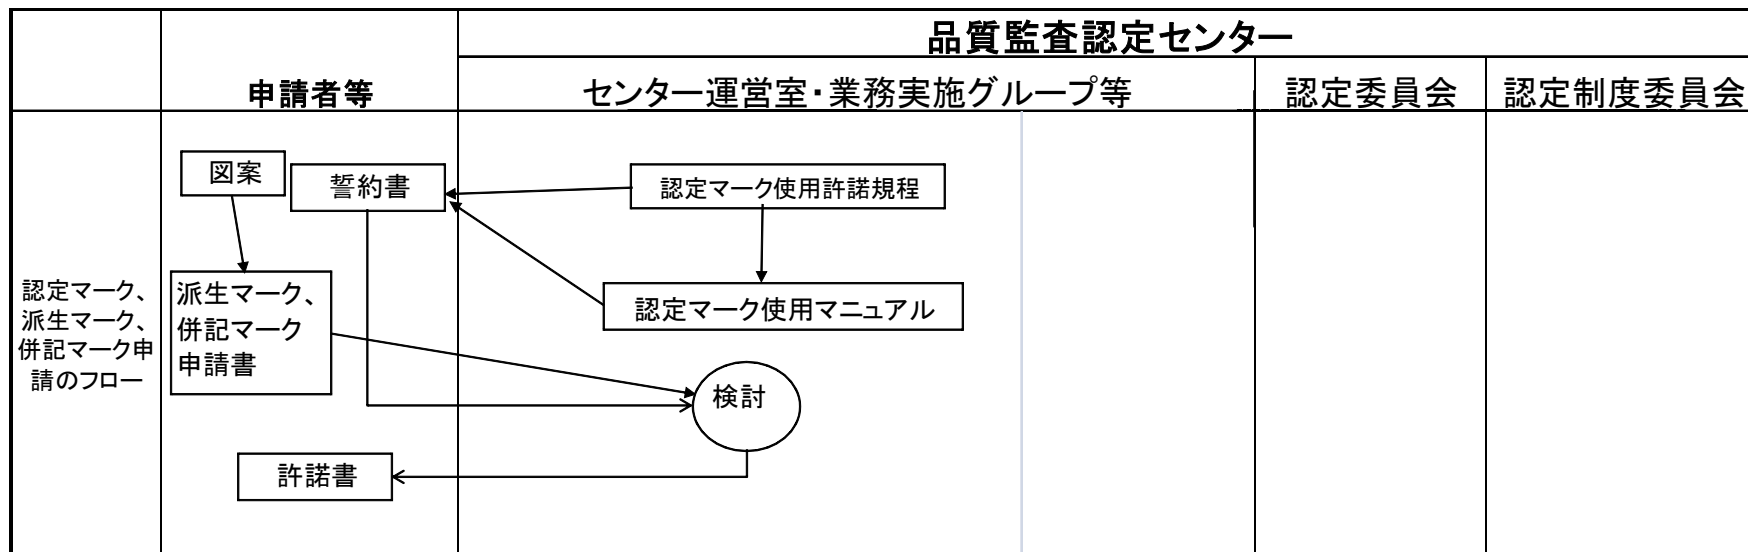 品質監査認定センター
申請者等
センター運営室・業務実施グループ等
認定委員会
認定制度委員会
認定マーク、
派生マーク、
併記マーク申
請のフロー
図案
誓約書
認定マーク使用許諾規程
派生マーク、
併記マーク
申請書
認定マーク使用マニュアル
検討
許諾書